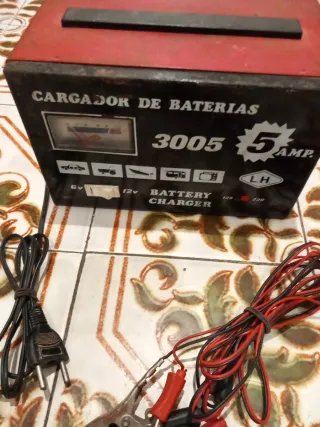 CARGADOR DE BATERIAS
3005
5 AMP.
LH
6v 12v
BATTERY
CHARGER